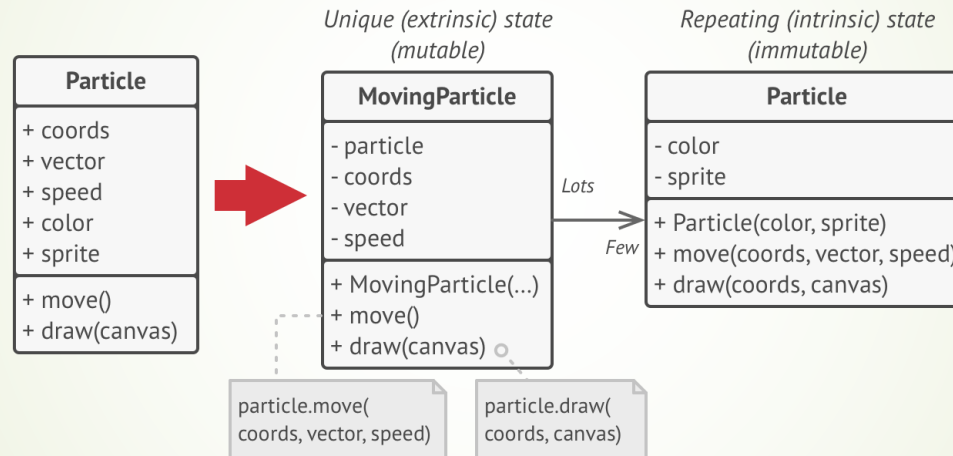 Particle
+ coords
+ vector
+ speed
+ color
+ sprite
+ move()
+ draw(canvas)
Unique (extrinsic) state
(mutable)
MovingParticle
- particle
- coords
- vector
- speed
+ MovingParticle(...)
+ move()
+ draw(canvas)
particle.move(
coords, vector, speed)
particle.draw(
coords, canvas)
Lots
Few
Repeating (intrinsic) state
(immutable)
Particle
- color
- sprite
+ Particle(color, sprite)
+ move(coords, vector, speed)
+ draw(coords, canvas)